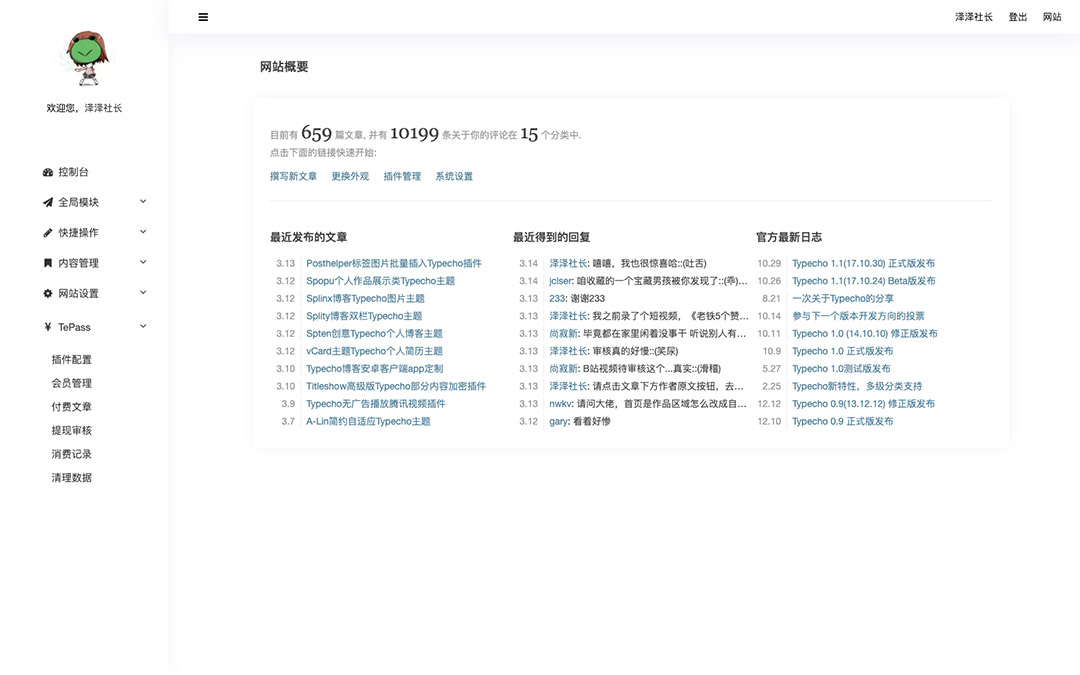 泽泽社长 登出 网站
欢迎您，泽泽社长
控制台
全局模块
快捷操作
内容管理
网站设置
¥ TePass
插件配置
会员管理
付费文章
提现审核
消费记录
清理数据
网站概要
目前有 659 篇文章, 并有 10199 条关于你的评论在 15 个分类中.
点击下面的链接快速开始:
撰写新文章 更换外观 插件管理 系统设置
最近发布的文章
3.13 Posthelper标签图片批量插入Typecho插件
3.12 Spopu个人作品展示类Typecho主题
3.12 Splinx博客Typecho图片主题
3.12 Splity博客双栏Typecho主题
3.12 Spten创意Typecho个人博客主题
3.12 vCard主题Typecho个人简历主题
3.10 Typecho博客安卓客户端app定制
3.10 Titleshow高级版Typecho部分内容加密插件
3.9 Typecho无广告播放腾讯视频插件
3.7 A-Lin简约自适应Typecho主题
最近得到的回复
3.14 泽泽社长: 嘻嘻，我也很惊喜哈::(吐舌)
3.14 jclser: 咱收藏的一个宝藏男孩被你发现了::(乖)...
3.13 233: 谢谢233
3.13 泽泽社长: 我之前录了个短视频，《老铁5个赞...
3.13 尚寂新: 毕竟都在家里闲着没事干 听说别人有...
3.13 泽泽社长: 审核真的好慢::(笑尿)
3.13 尚寂新: B站视频待审核这个...真实::(滑稽)
3.13 泽泽社长: 请点击文章下方作者原文按钮，去...
3.13 nwkv: 请问大佬，首页是作品区域怎么改成自...
3.12 gary: 看着好惨
官方最新日志
10.29 Typecho 1.1(17.10.30) 正式版发布
10.26 Typecho 1.1(17.10.24) Beta版发布
8.21 一次关于Typecho的分享
10.14 参与下一个版本开发方向的投票
10.11 Typecho 1.0 (14.10.10) 修正版发布
10.9 Typecho 1.0 正式版发布
5.27 Typecho 1.0测试版发布
2.25 Typecho新特性，多级分类支持
12.12 Typecho 0.9(13.12.12) 修正版发布
12.10 Typecho 0.9 正式版发布